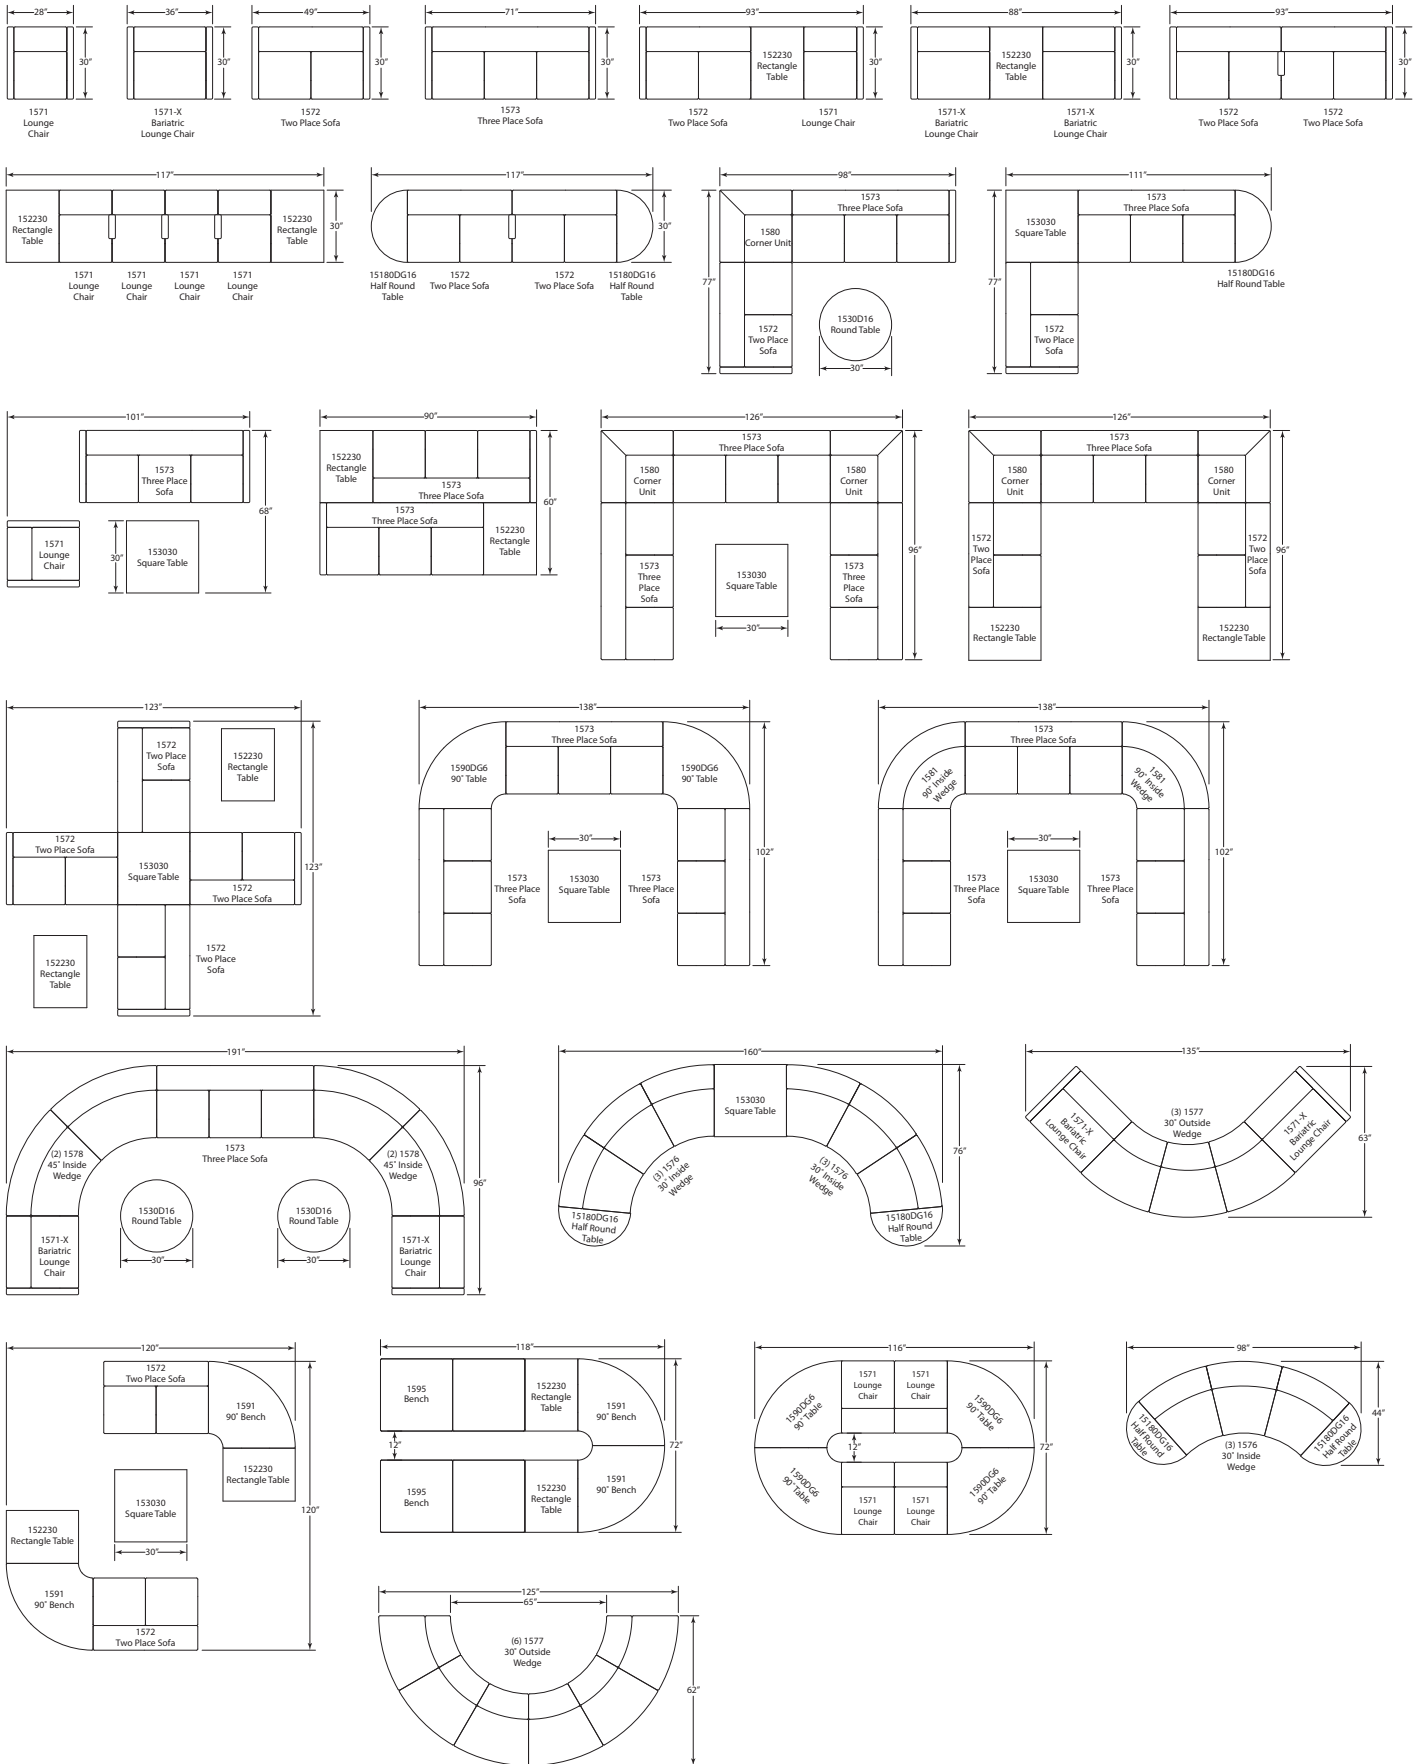 28"
36"
49"
71"
93"
88"
93"
30"
30"
30"
30"
30"
30"
30"
152230
Rectangle
Table
152230
Rectangle
Table
1571
Lounge
Chair
1571-X
Bariatric
Lounge Chair
1572
Two Place Sofa
1573
Three Place Sofa
1572
Two Place Sofa
1571
Lounge Chair
1571-X
Bariatric
Lounge Chair
1571-X
Bariatric
Lounge Chair
1572
Two Place Sofa
1572
Two Place Sofa
117"
152230
Rectangle
Table
152230
Rectangle
Table
30"
1571
Lounge
Chair
1571
Lounge
Chair
1571
Lounge
Chair
1571
Lounge
Chair
117"
30"
15180DG16
Half Round
Table
1572
Two Place Sofa
1572
Two Place Sofa
15180DG16
Half Round
Table
98"
1573
Three Place Sofa
1580
Corner Unit
77"
1530D16
Round Table
1572
Two Place
Sofa
30"
111"
1573
Three Place Sofa
153030
Square Table
77"
15180DG16
Half Round Table
1572
Two Place
Sofa
101"
1573
Three Place
Sofa
68"
1571
Lounge
Chair
30"
153030
Square Table
90"
152230
Rectangle
Table
1573
Three Place Sofa
60"
1573
Three Place Sofa
152230
Rectangle
Table
126"
1573
Three Place Sofa
1580
Corner
Unit
1580
Corner
Unit
96"
1573
Three
Place
Sofa
153030
Square Table
1573
Three
Place
Sofa
30"
126"
1573
Three Place Sofa
1580
Corner
Unit
1580
Corner
Unit
1572
Two
Place
Sofa
1572
Two
Place
Sofa
96"
152230
Rectangle Table
152230
Rectangle Table
123"
1572
Two Place
Sofa
152230
Rectangle
Table
1572
Two Place Sofa
153030
Square Table
123"
1572
Two Place Sofa
152230
Rectangle
Table
1572
Two Place
Sofa
138"
1573
Three Place Sofa
1590DG6
90˚ Table
1590DG6
90˚ Table
30"
102"
1573
Three Place
Sofa
153030
Square Table
1573
Three Place
Sofa
138"
1573
Three Place Sofa
1581
90˚ Inside
Wedge
1581
90˚ Inside
Wedge
30"
102"
1573
Three Place
Sofa
153030
Square Table
1573
Three Place
Sofa
191"
(2) 1578
45˚ Inside
Wedge
1573
Three Place Sofa
(2) 1578
45˚ Inside
Wedge
96"
1530D16
Round Table
1530D16
Round Table
30"
30"
1571-X
Bariatric
Lounge
Chair
1571-X
Bariatric
Lounge
Chair
160"
153030
Square Table
(3) 1576
30˚ Inside
Wedge
(3) 1576
30˚ Inside
Wedge
76"
15180DG16
Half Round
Table
15180DG16
Half Round
Table
135"
1571-X
Bariatric
Lounge Chair
(3) 1577
30˚ Outside
Wedge
1571-X
Bariatric
Lounge Chair
63"
120"
1572
Two Place Sofa
1591
90˚ Bench
152230
Rectangle Table
153030
Square Table
120"
152230
Rectangle Table
30"
1591
90˚ Bench
1572
Two Place Sofa
118"
1595
Bench
152230
Rectangle
Table
1591
90˚ Bench
12"
72"
1595
Bench
152230
Rectangle
Table
1591
90˚ Bench
116"
1590DG6
90˚ Table
1571
Lounge
Chair
1571
Lounge
Chair
1590DG6
90˚ Table
12"
72"
1590DG6
90˚ Table
1571
Lounge
Chair
1571
Lounge
Chair
1590DG6
90˚ Table
98"
15180DG16
Half Round
Table
(3) 1576
30˚ Inside
Wedge
15180DG16
Half Round
Table
44"
125"
65"
(6) 1577
30˚ Outside
Wedge
62"